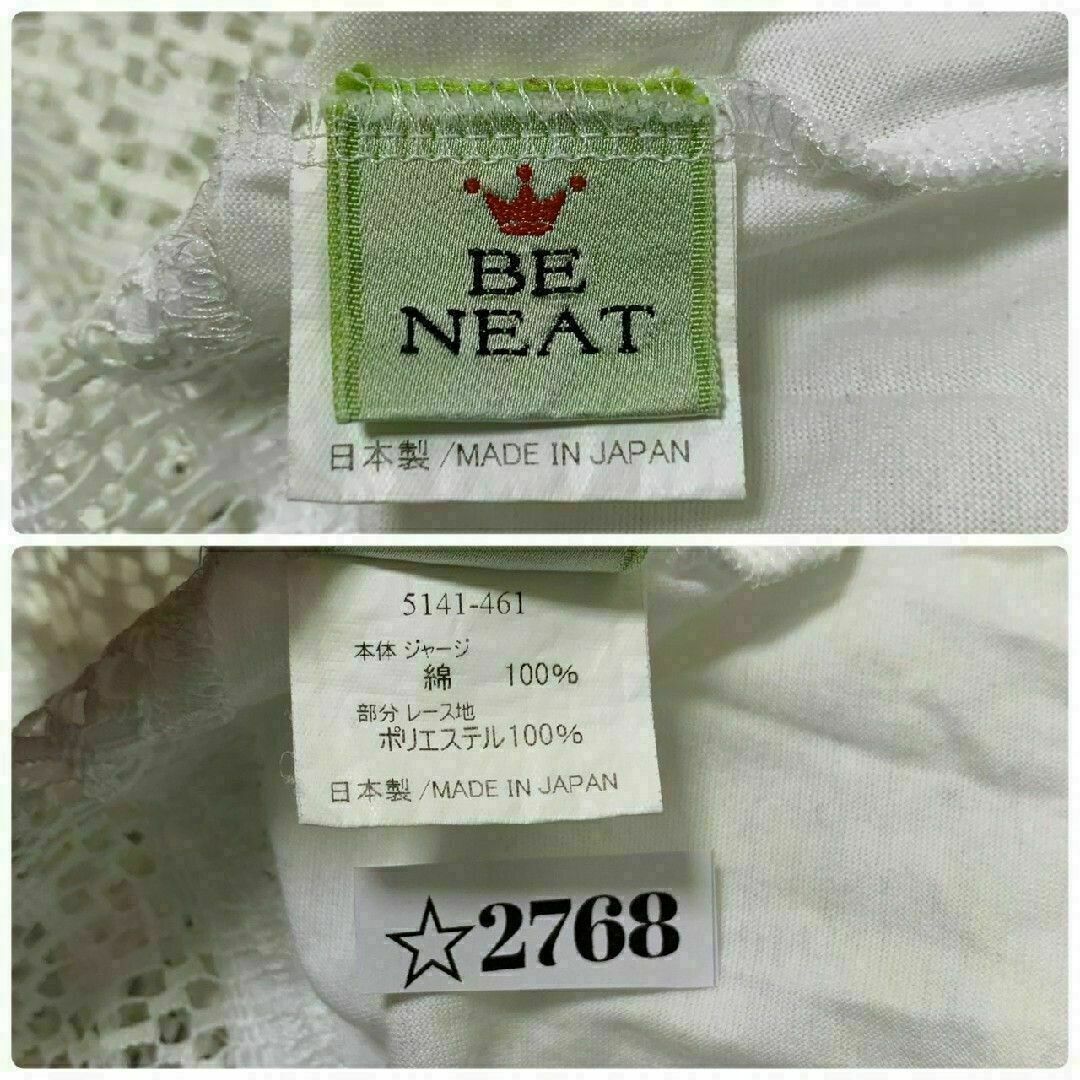 BE
NEAT
日本製/MADE IN JAPAN
5141-461
本体 ジャージ
綿 100%
部分 レース地
ポリエステル100%
日本製/MADE IN JAPAN
☆2768